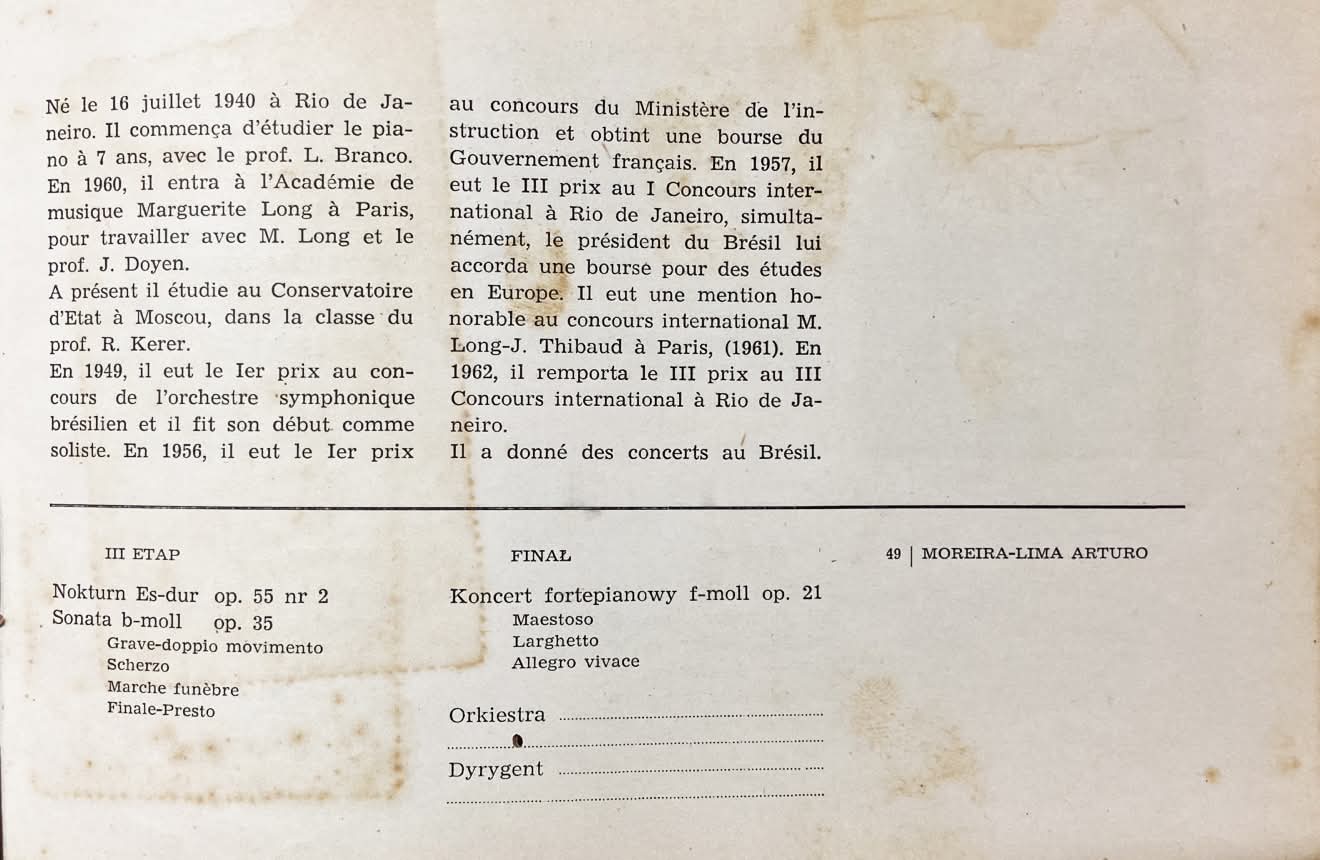 Né le 16 juillet 1940 à Rio de Ja-
neiro. Il commença d'étudier le pia-
no à 7 ans, avec le prof. L. Branco.
En 1960, il entra à l'Académie de
musique Marguerite Long à Paris,
pour travailler avec M. Long et le
prof. J. Doyen.
A présent il étudie au Conservatoire
d'Etat à Moscou, dans la classe du
prof. R. Kerer.
En 1949, il eut le Ier prix au con-
cours de l'orchestre symphonique
brésilien et il fit son début comme
soliste. En 1956, il eut le Ier prix
au concours du Ministère de l'in-
struction et obtint une bourse du
Gouvernement français. En 1957, il
eut le III prix au I Concours inter-
national à Rio de Janeiro, simulta-
nément, le président du Brésil lui
accorda une bourse pour des études
en Europe. Il eut une mention ho-
norable au concours international M.
Long-J. Thibaud à Paris, (1961). En
1962, il remporta le III prix au III
Concours international à Rio de Ja-
neiro.
Il a donné des concerts au Brésil.
III ETAP
Nokturn Es-dur op. 55 nr 2
Sonata b-moll op. 35
Grave-doppio movimento
Scherzo
Marche funèbre
Finale-Presto
FINAŁ
Koncert fortepianowy f-moll op. 21
Maestoso
Larghetto
Allegro vivace
Orkiestra
Dyrygent
49 | MOREIRA-LIMA ARTURO